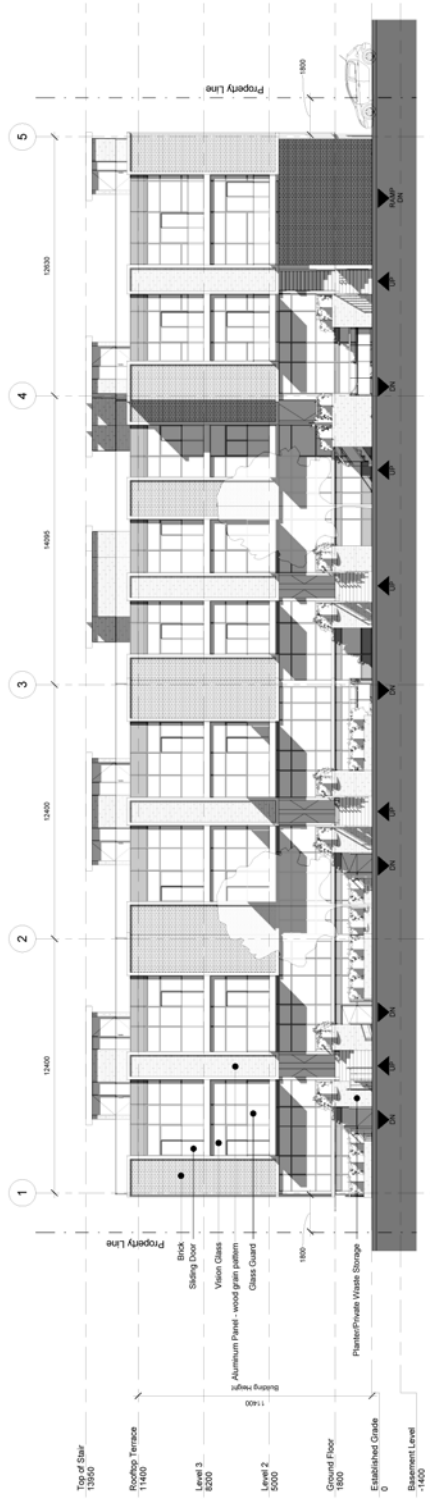 Top of Stair
13950
Rooftop Terrace
11400
Level 3
8200
Level 2
5000
Ground Floor
1800
Established Grade
0
Basement Level
-1400
11400
Building Height
Property Line
1800
Brick
Sliding Door
Vision Glass
Aluminum Panel - wood grain pattern
Glass Guard
Planter/Private Waste Storage
1
12400
2
12400
3
14095
4
12630
5
Property Line
1800
DN
UP
DN
DN
UP
DN
UP
UP
DN
UP
RAMP
DN